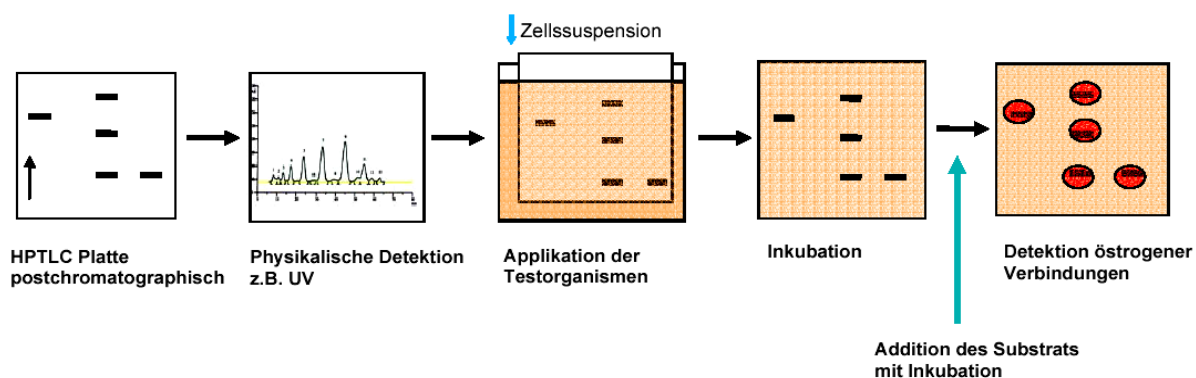 Zellssuspension
HPTLC Platte
postchromatographisch
Physikalische Detektion
z.B. UV
Applikation der
Testorganismen
Inkubation
Detektion östrogener
Verbindungen
Addition des Substrats
mit Inkubation